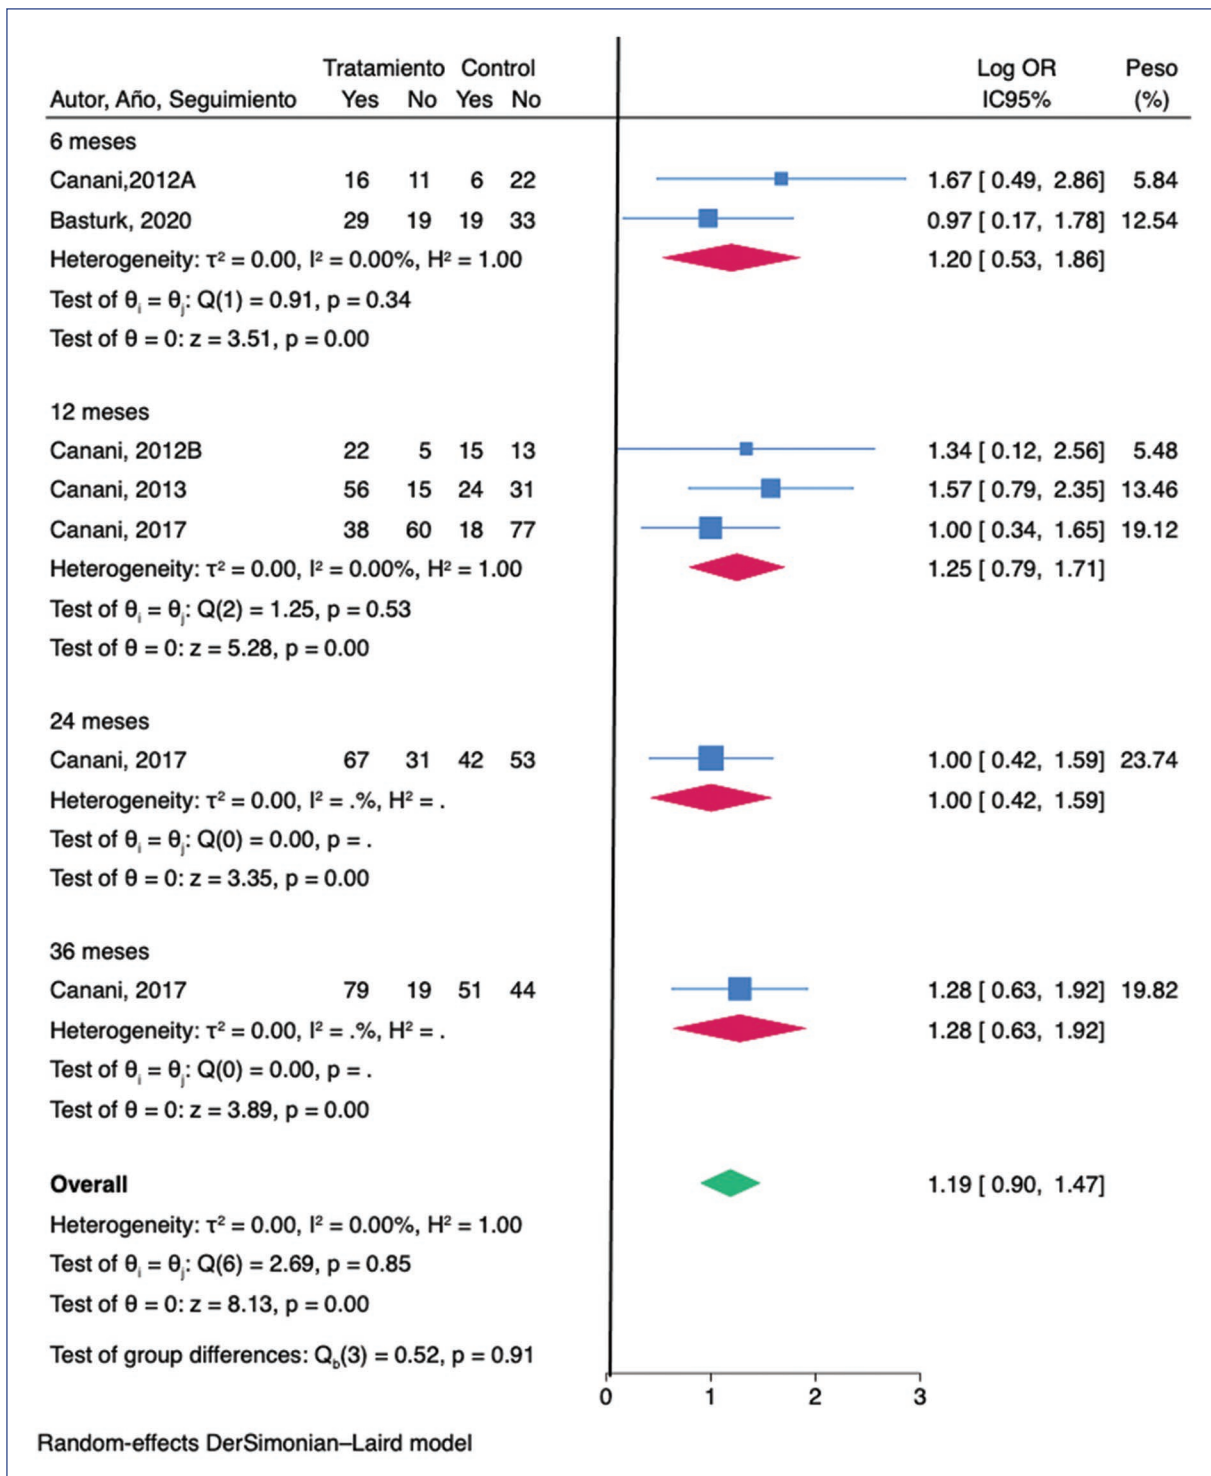 Tratamiento Control Log OR Peso
Autor, Año, Seguimiento Yes No Yes No IC95% (%)
6 meses
Canani,2012A 16 11 6 22 1.67 [ 0.49, 2.86] 5.84
Basturk, 2020 29 19 19 33 0.97 [ 0.17, 1.78] 12.54
Heterogeneity: τ² = 0.00, I² = 0.00%, H² = 1.00 1.20 [ 0.53, 1.86]
Test of θᵢ = θⱼ: Q(1) = 0.91, p = 0.34
Test of θ = 0: z = 3.51, p = 0.00
12 meses
Canani, 2012B 22 5 15 13 1.34 [ 0.12, 2.56] 5.48
Canani, 2013 56 15 24 31 1.57 [ 0.79, 2.35] 13.46
Canani, 2017 38 60 18 77 1.00 [ 0.34, 1.65] 19.12
Heterogeneity: τ² = 0.00, I² = 0.00%, H² = 1.00 1.25 [ 0.79, 1.71]
Test of θᵢ = θⱼ: Q(2) = 1.25, p = 0.53
Test of θ = 0: z = 5.28, p = 0.00
24 meses
Canani, 2017 67 31 42 53 1.00 [ 0.42, 1.59] 23.74
Heterogeneity: τ² = 0.00, I² = .%, H² = . 1.00 [ 0.42, 1.59]
Test of θᵢ = θⱼ: Q(0) = 0.00, p = .
Test of θ = 0: z = 3.35, p = 0.00
36 meses
Canani, 2017 79 19 51 44 1.28 [ 0.63, 1.92] 19.82
Heterogeneity: τ² = 0.00, I² = .%, H² = . 1.28 [ 0.63, 1.92]
Test of θᵢ = θⱼ: Q(0) = 0.00, p = .
Test of θ = 0: z = 3.89, p = 0.00
Overall 1.19 [ 0.90, 1.47]
Heterogeneity: τ² = 0.00, I² = 0.00%, H² = 1.00
Test of θᵢ = θⱼ: Q(6) = 2.69, p = 0.85
Test of θ = 0: z = 8.13, p = 0.00
Test of group differences: Q_b(3) = 0.52, p = 0.91
0 1 2 3
Random-effects DerSimonian–Laird model